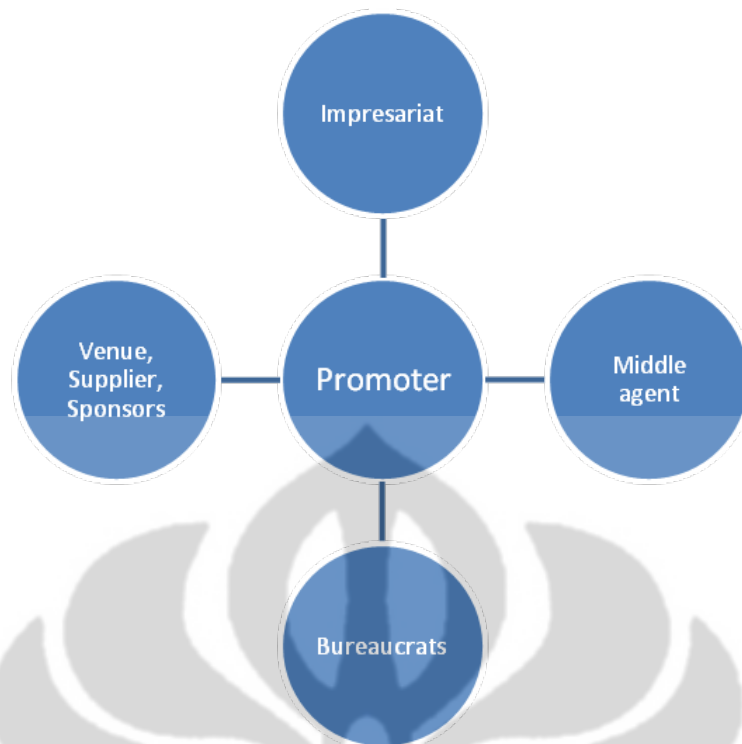 Impresariat
Venue,
Supplier,
Sponsors
Promoter
Middle
agent
Bureaucrats